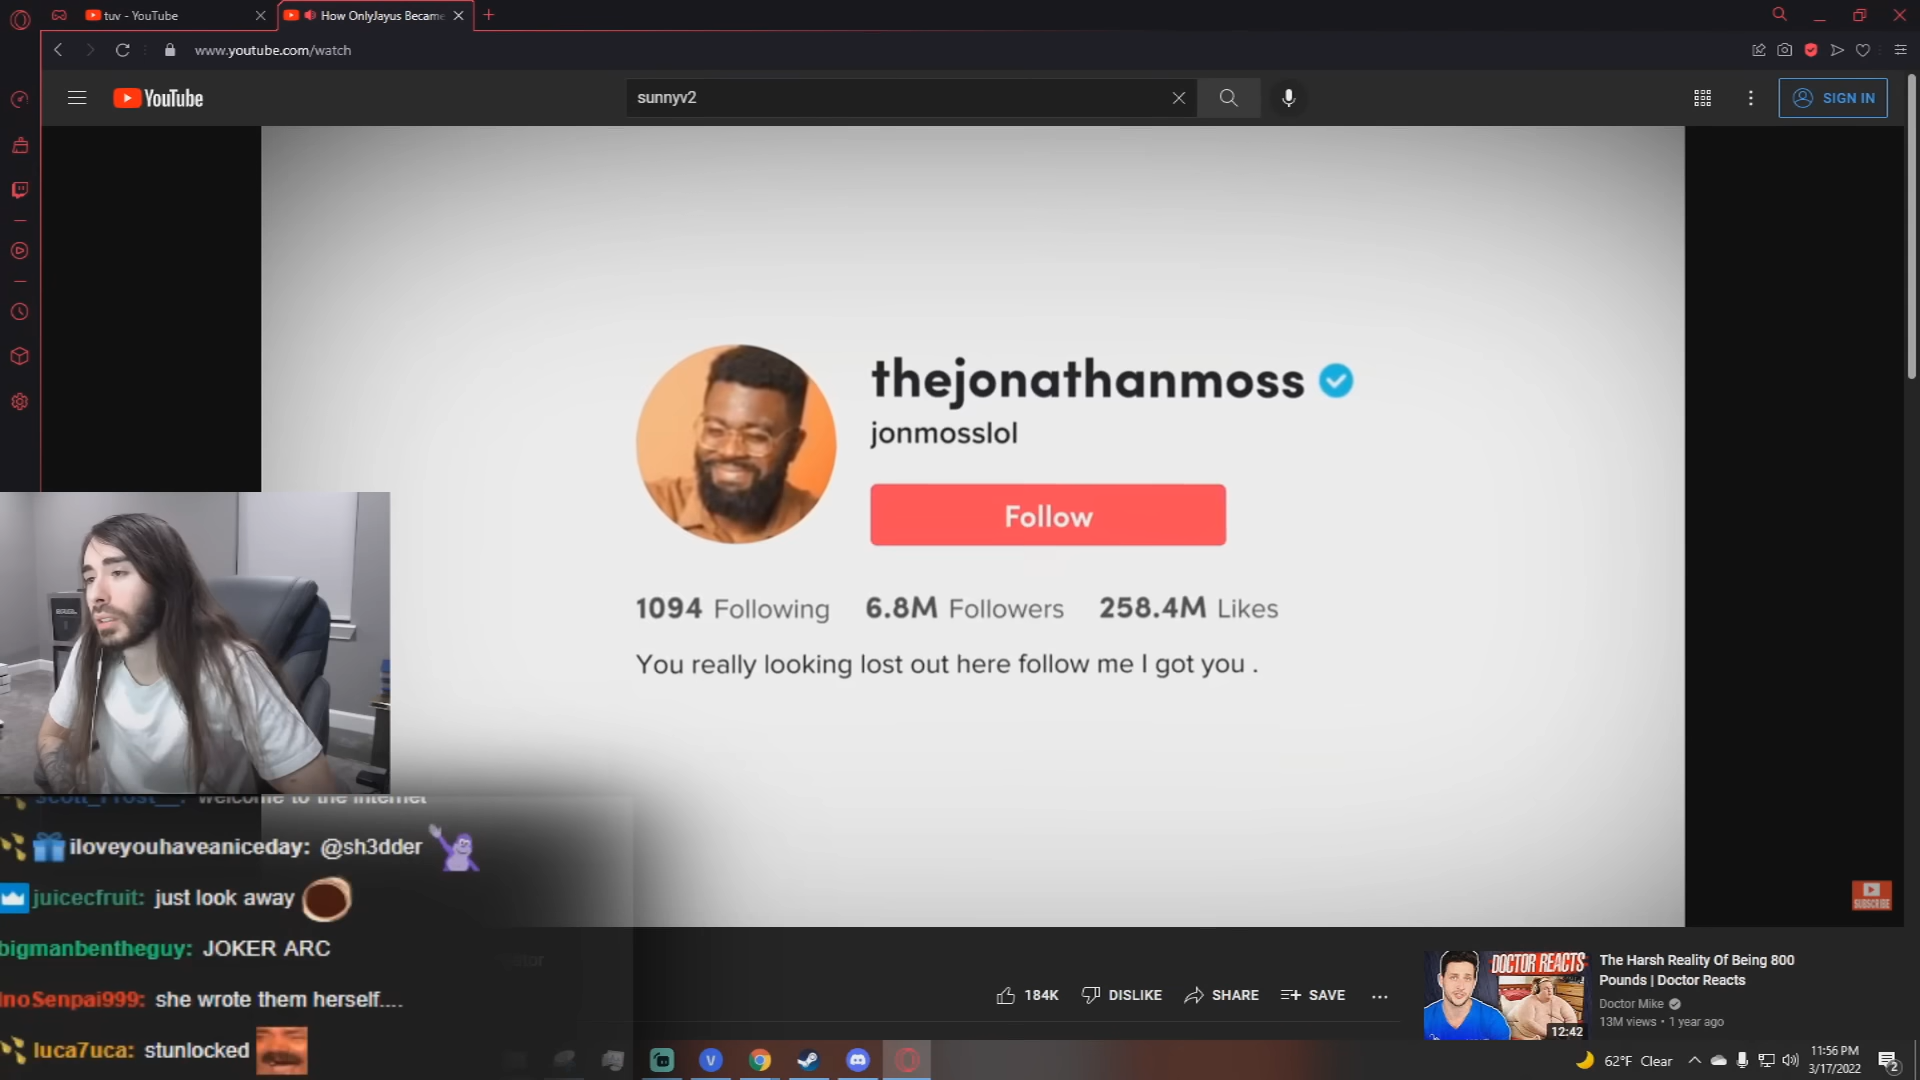 tuv - YouTube
How OnlyJayus Became
www.youtube.com/watch
YouTube
sunnyv2
SIGN IN
thejonathanmoss
jonmosslol
Follow
1094 Following 6.8M Followers 258.4M Likes
You really looking lost out here follow me I got you .
SUBSCRIBE
scott_Frost__: welcome to the internet
iloveyouhaveaniceday: @sh3dder
juicecfruit: just look away
bigmanbentheguy: JOKER ARC
InoSenpai999: she wrote them herself....
luca7uca: stunlocked
184K DISLIKE SHARE SAVE
DOCTOR REACTS
12:42
The Harsh Reality Of Being 800
Pounds | Doctor Reacts
Doctor Mike
13M views • 1 year ago
62°F Clear
11:56 PM
3/17/2022
2